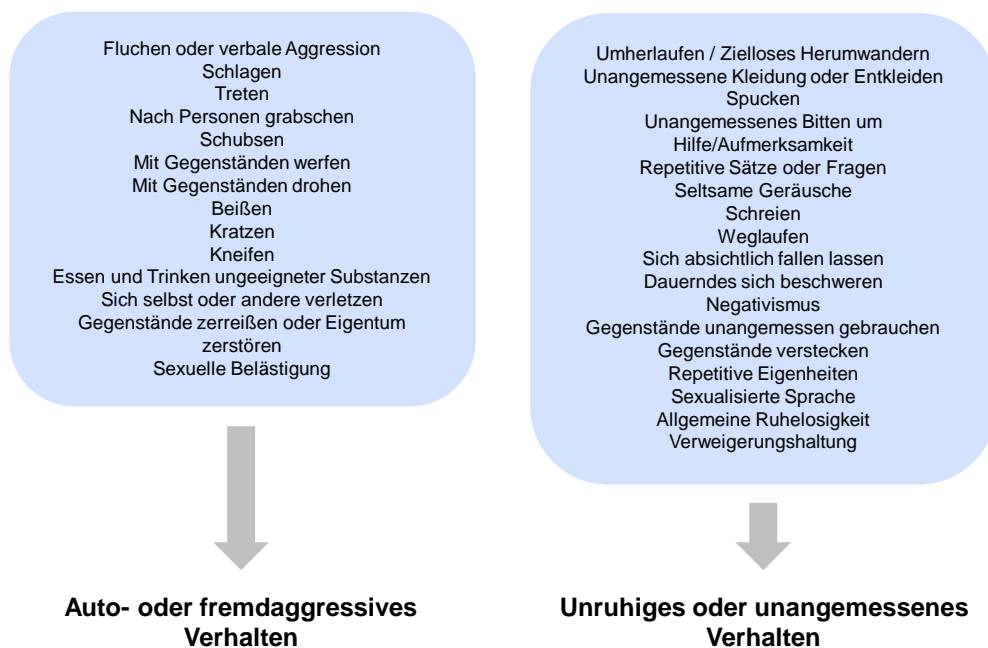 Fluchen oder verbale Aggression
Schlagen
Treten
Nach Personen grabschen
Schubsen
Mit Gegenständen werfen
Mit Gegenständen drohen
Beißen
Kratzen
Kneifen
Essen und Trinken ungeeigneter Substanzen
Sich selbst oder andere verletzen
Gegenstände zerreißen oder Eigentum
zerstören
Sexuelle Belästigung
Auto- oder fremdaggressives
Verhalten
Umherlaufen / Zielloses Herumwandern
Unangemessene Kleidung oder Entkleiden
Spucken
Unangemessenes Bitten um
Hilfe/Aufmerksamkeit
Repetitive Sätze oder Fragen
Seltsame Geräusche
Schreien
Weglaufen
Sich absichtlich fallen lassen
Dauerndes sich beschweren
Negativismus
Gegenstände unangemessen gebrauchen
Gegenstände verstecken
Repetitive Eigenheiten
Sexualisierte Sprache
Allgemeine Ruhelosigkeit
Verweigerungshaltung
Unruhiges oder unangemessenes
Verhalten